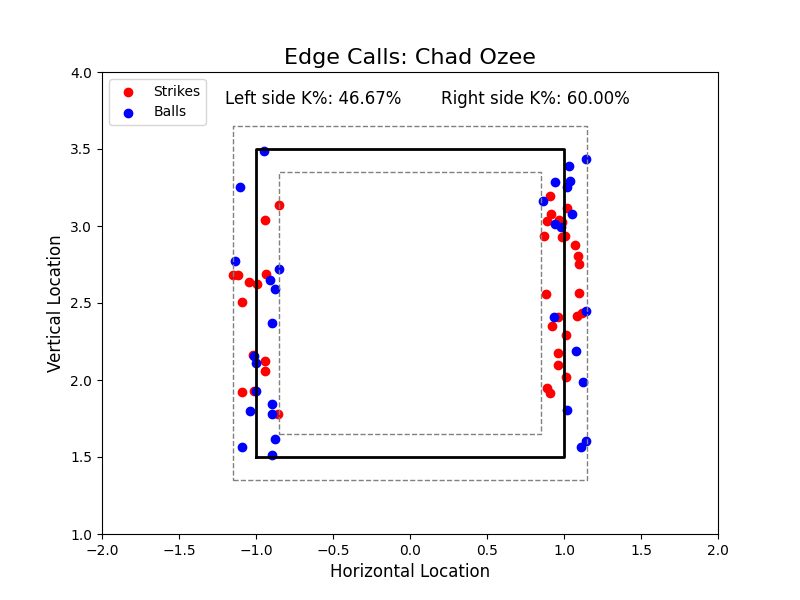 Edge Calls: Chad Ozee
Strikes
Balls
Left side K%: 46.67%
Right side K%: 60.00%
Vertical Location
4.0
3.5
3.0
2.5
2.0
1.5
1.0
−2.0 −1.5 −1.0 −0.5 0.0 0.5 1.0 1.5 2.0
Horizontal Location